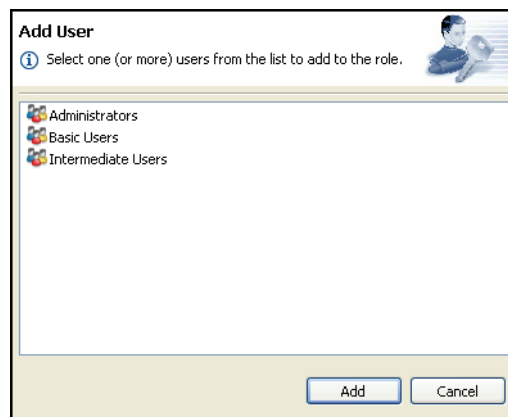 Add User
Select one (or more) users from the list to add to the role.
Administrators
Basic Users
Intermediate Users
Add
Cancel